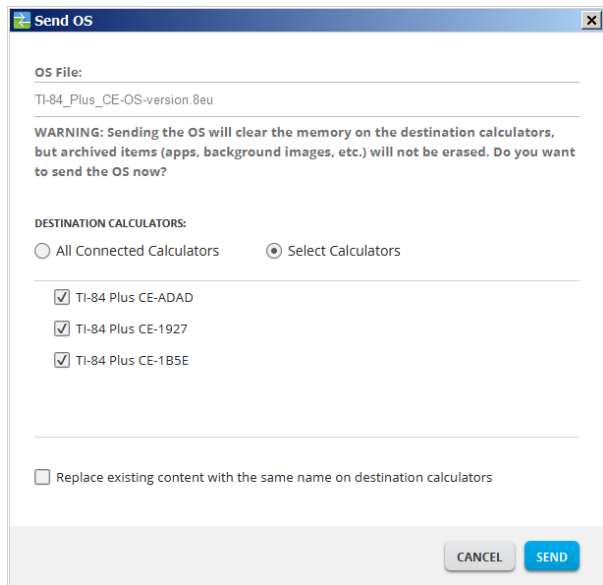 Send OS
OS File:
TI-84_Plus_CE-OS-version.8eu
WARNING: Sending the OS will clear the memory on the destination calculators,
but archived items (apps, background images, etc.) will not be erased. Do you want
to send the OS now?
DESTINATION CALCULATORS:
All Connected Calculators Select Calculators
TI-84 Plus CE-ADAD
TI-84 Plus CE-1927
TI-84 Plus CE-1B5E
Replace existing content with the same name on destination calculators
CANCEL SEND